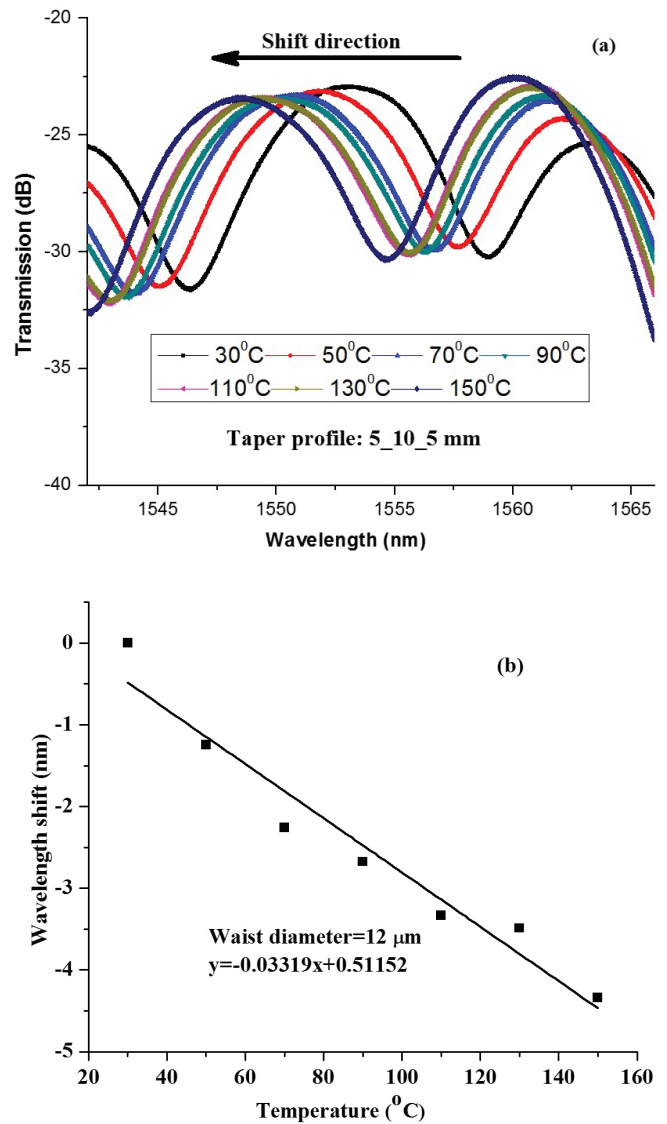 -20
Shift direction
(a)
-25
-30
-35
-40
Transmission (dB)
30⁰C 50⁰C 70⁰C 90⁰C
110⁰C 130⁰C 150⁰C
Taper profile: 5_10_5 mm
1545 1550 1555 1560 1565
Wavelength (nm)
0
(b)
-1
-2
-3
-4
-5
Wavelength shift (nm)
Waist diameter=12 μm
y=-0.03319x+0.51152
20 40 60 80 100 120 140 160
Temperature (⁰C)